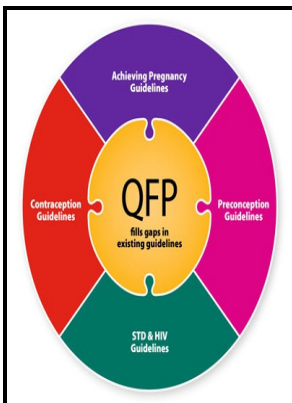 Achieving Pregnancy
Guidelines
Contraception
Guidelines
QFP
fills gaps in
existing guidelines
Preconception
Guidelines
STD & HIV
Guidelines